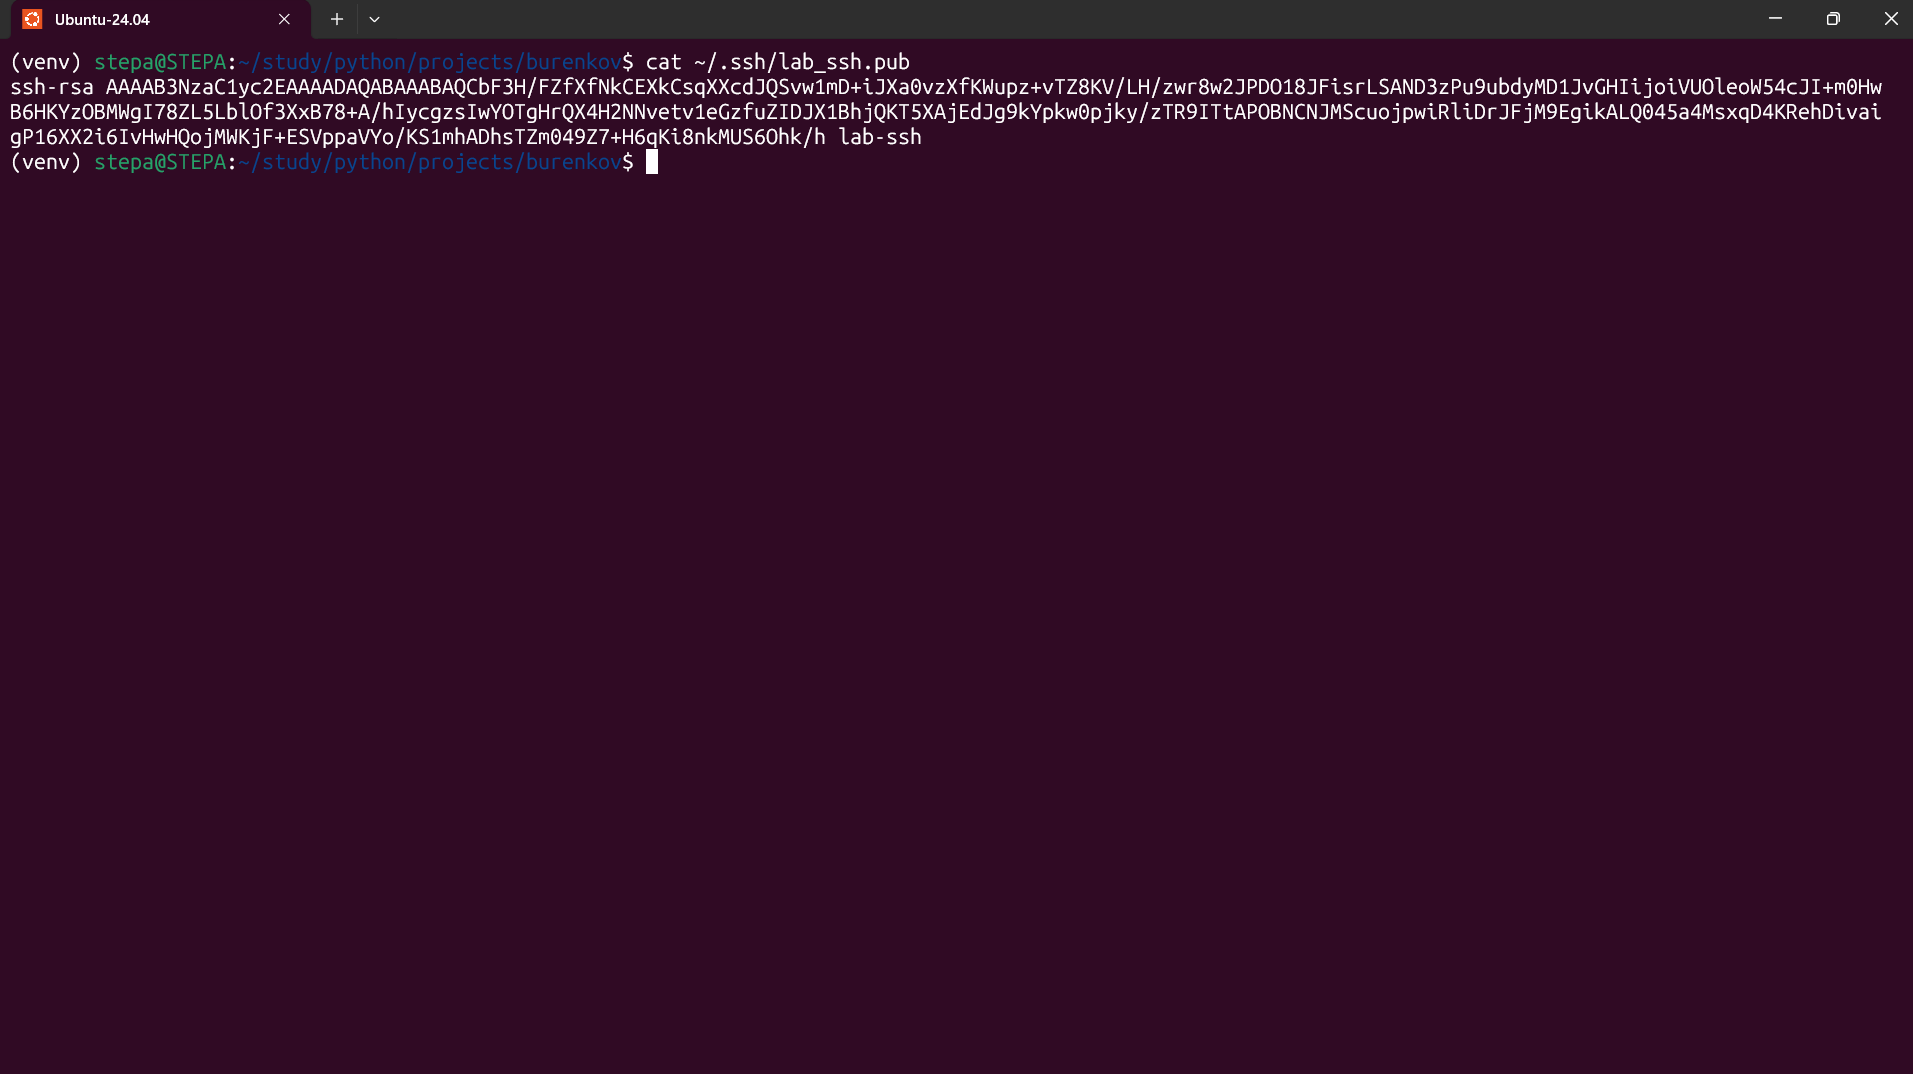 Ubuntu-24.04
(venv) stepa@STEPA:~/study/python/projects/burenkov$ cat ~/.ssh/lab_ssh.pub
ssh-rsa AAAAB3NzaC1yc2EAAAADAQABAAABAQCbF3H/FZfXfNkCEXkCsqXXcdJQSvw1mD+iJXa0vzXfKWupz+vTZ8KV/LH/zwr8w2JPDO18JFisrLSAND3zPu9ubdyMD1JvGHIijoiVUOleoW54cJI+m0Hw
B6HKYzOBMWgI78ZL5LblOf3XxB78+A/hIycgzsIwYOTgHrQX4H2NNvetv1eGzfuZIDJX1BhjQKT5XAjEdJg9kYpkw0pjky/zTR9ITtAPOBNCNJMScuojpwiRliDrJFjM9EgikALQ045a4MsxqD4KRehDivai
gP16XX2i6IvHwHQojMWKjF+ESVppaVYo/KS1mhADhsTZm049Z7+H6qKi8nkMUS6Ohk/h lab-ssh
(venv) stepa@STEPA:~/study/python/projects/burenkov$